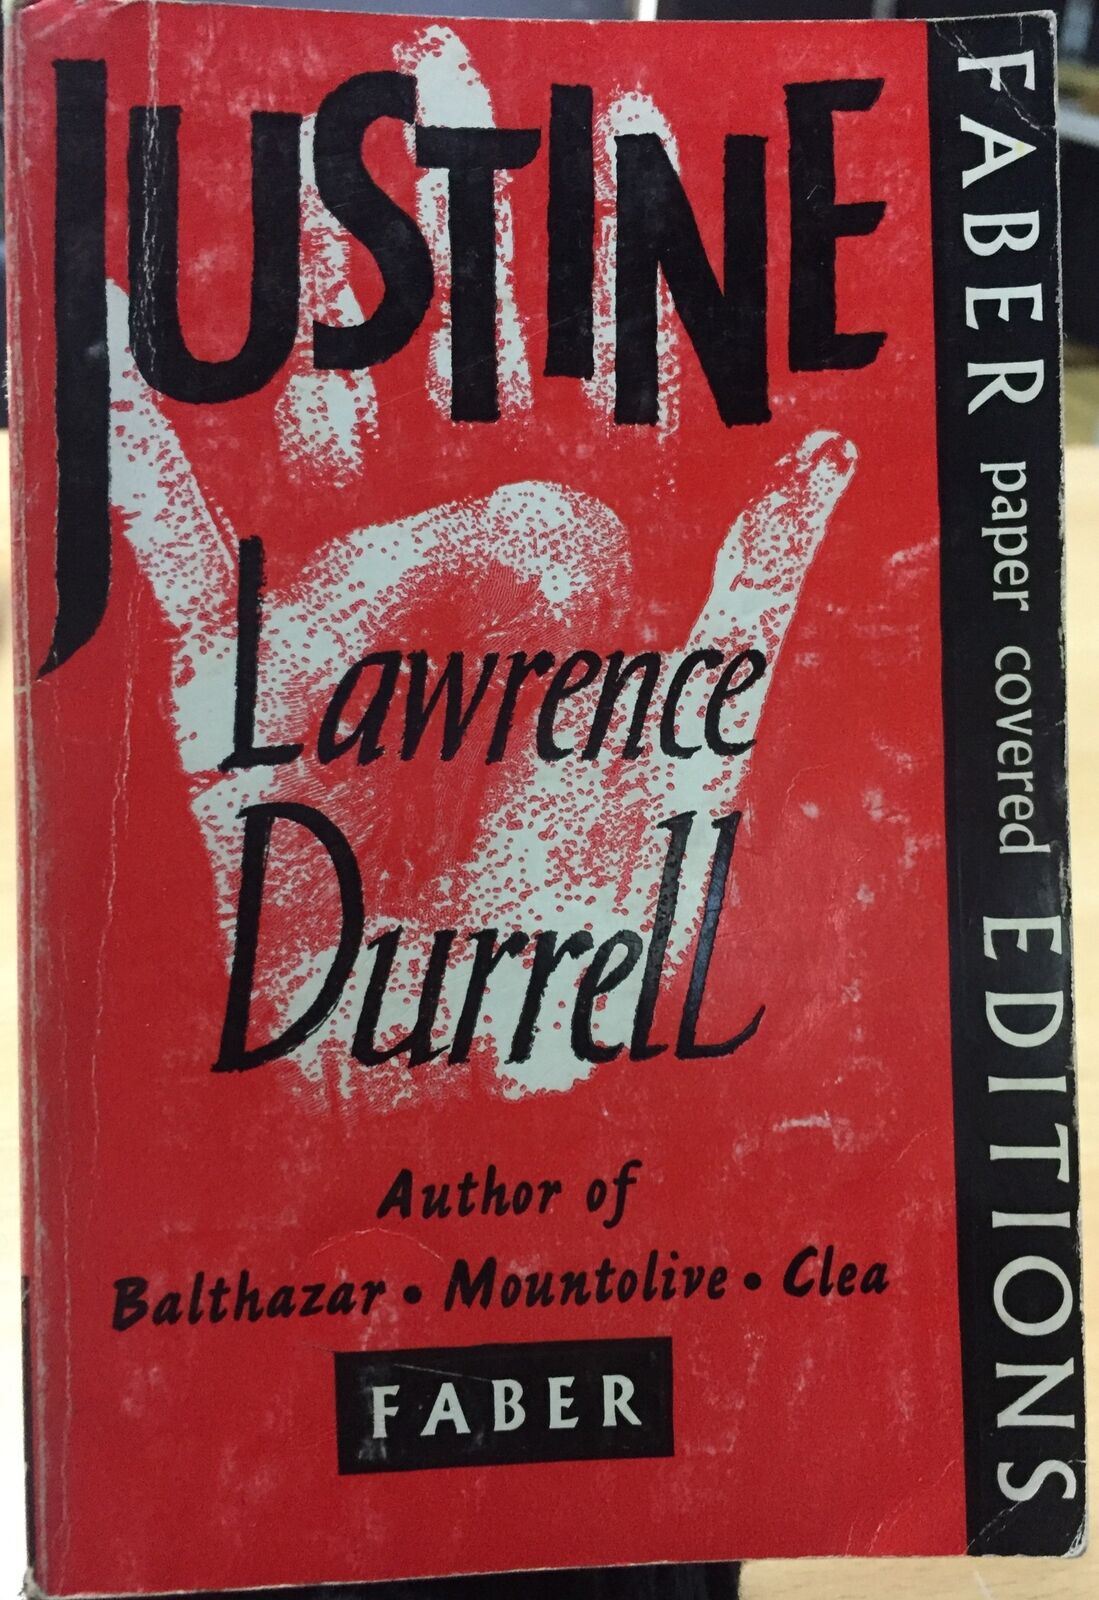 JUSTINE
Lawrence
Durrell
Author of
Balthazar • Mountolive • Clea
FABER
FABER paper covered EDITIONS